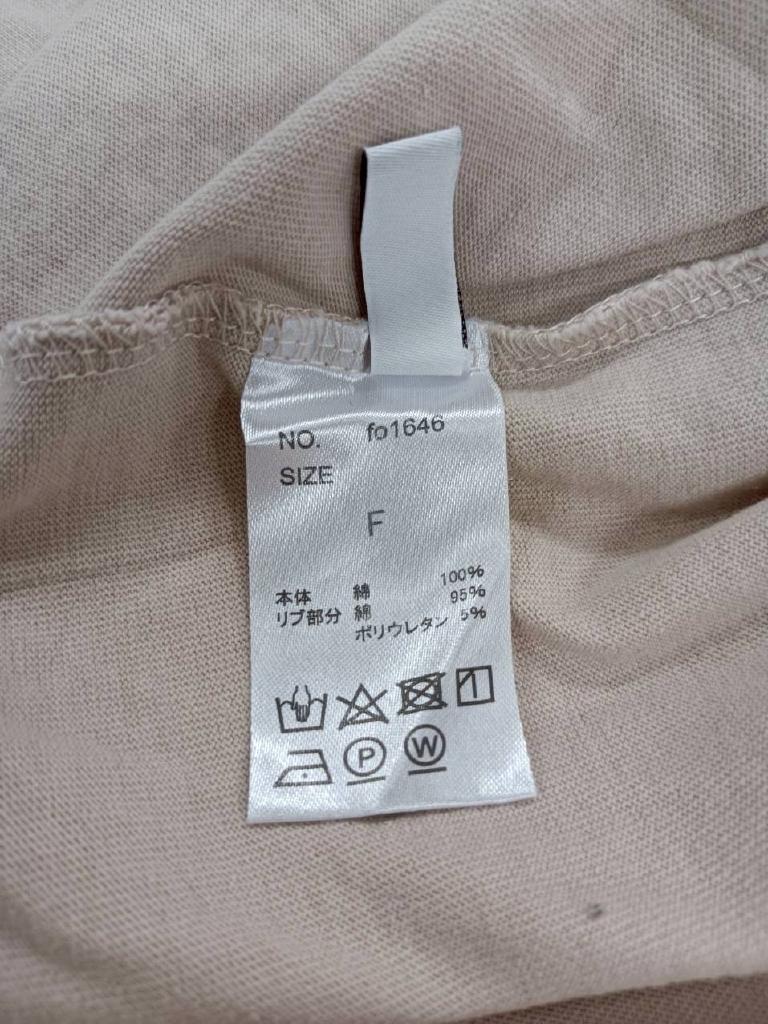 NO. fo1646
SIZE
F
本体 綿 100%
リブ部分 綿 95%
ポリウレタン 5%
P W